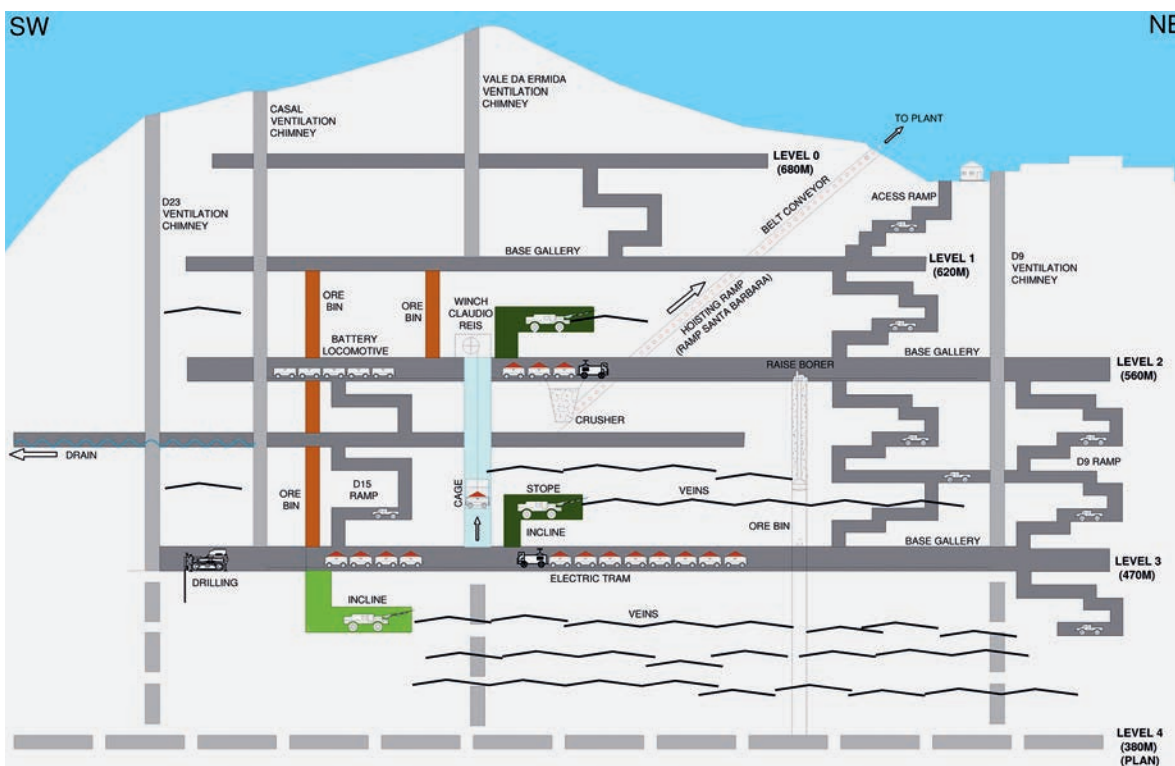 SW
NE
VALE DA ERMIDA
VENTILATION
CHIMNEY
CASAL
VENTILATION
CHIMNEY
TO PLANT
LEVEL 0
(680M)
BELT CONVEYOR
ACESS RAMP
D23
VENTILATION
CHIMNEY
BASE GALLERY
LEVEL 1
(620M)
D9
VENTILATION
CHIMNEY
ORE
BIN
ORE
BIN
WINCH
CLAUDIO
REIS
HOISTING RAMP
(RAMP SANTA BARBARA)
BATTERY
LOCOMOTIVE
BASE GALLERY
RAISE BORER
LEVEL 2
(560M)
CRUSHER
DRAIN
D15
RAMP
CAGE
STOPE
VEINS
D9 RAMP
ORE
BIN
ORE BIN
INCLINE
BASE GALLERY
LEVEL 3
(470M)
DRILLING
ELECTRIC TRAM
INCLINE
VEINS
LEVEL 4
(380M)
(PLAN)